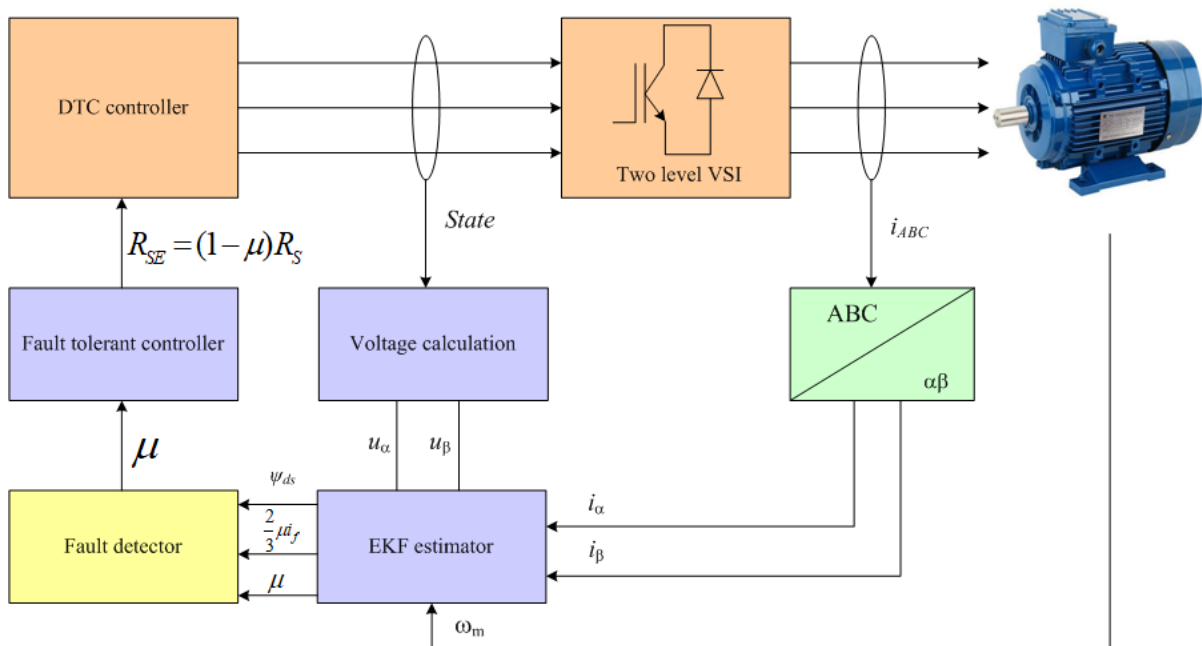 DTC controller
Two level VSI
R_SE = (1-μ)R_S
State
i_ABC
Fault tolerant controller
Voltage calculation
ABC
αβ
μ
u_α
u_β
ψ_ds
i_α
2/3 μi_f
Fault detector
EKF estimator
i_β
μ
ω_m